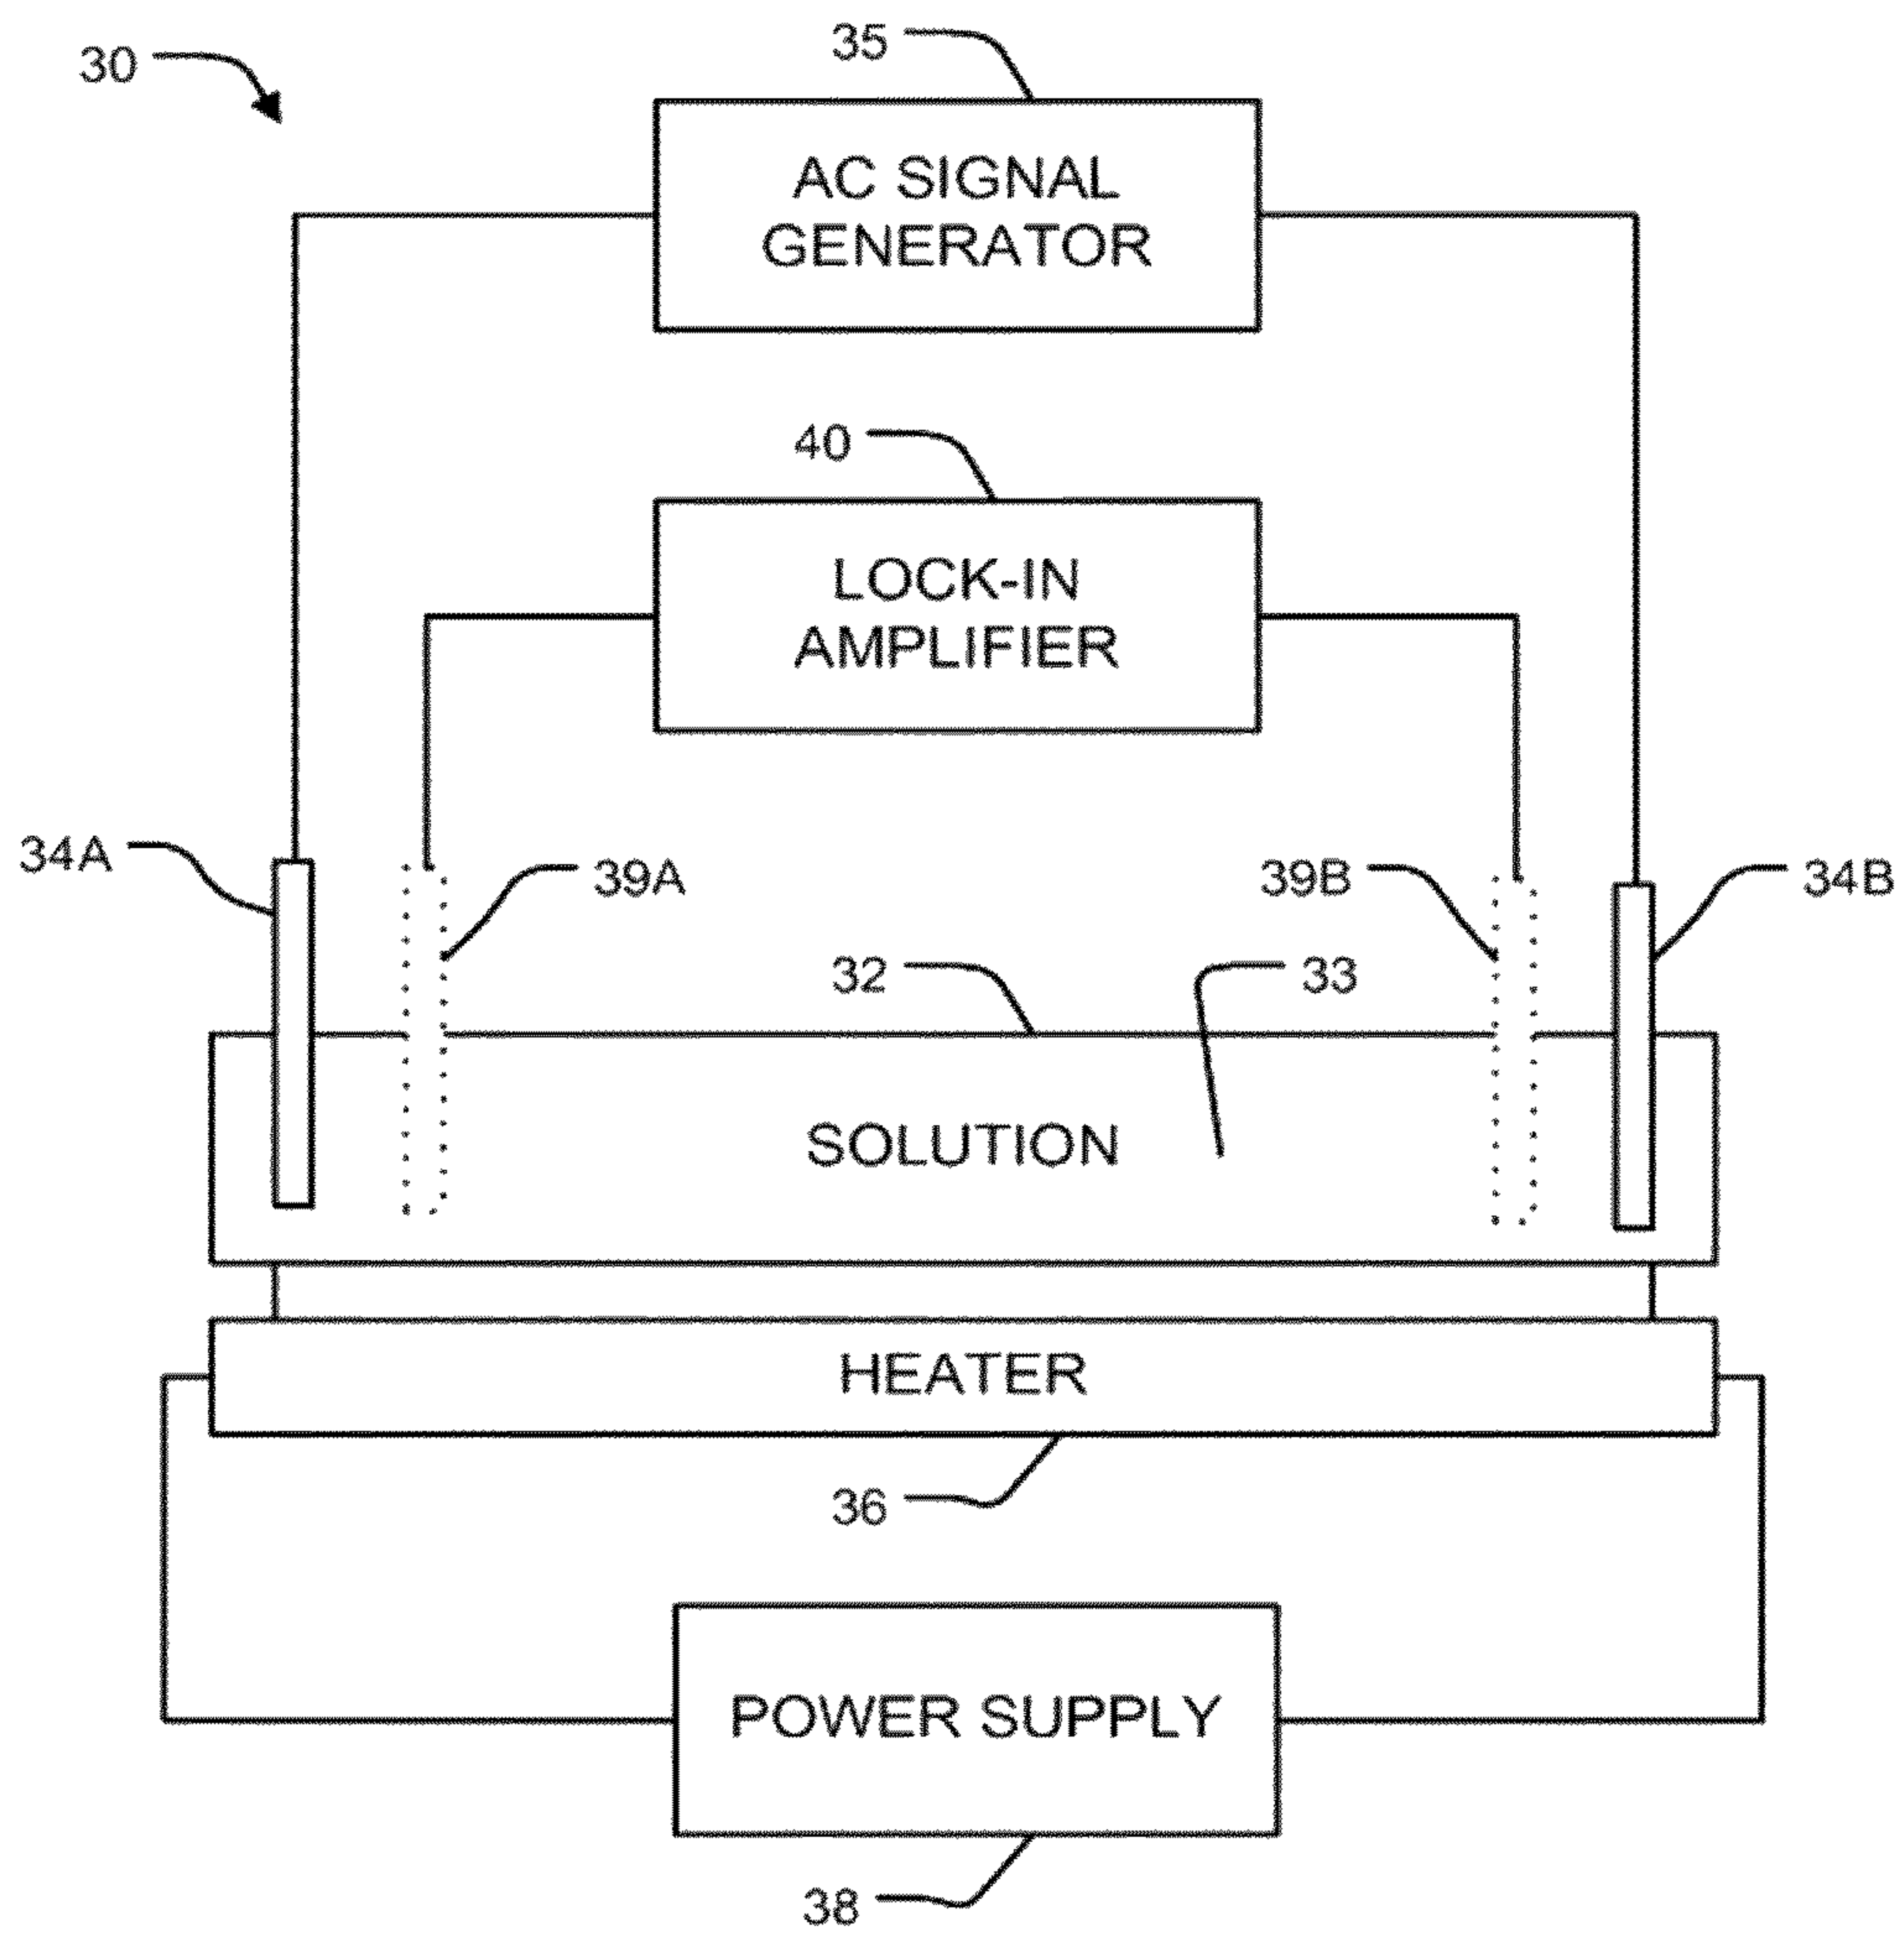 35
30
AC SIGNAL
GENERATOR
40
LOCK-IN
AMPLIFIER
34A
39A
39B
34B
32
33
SOLUTION
HEATER
36
POWER SUPPLY
38